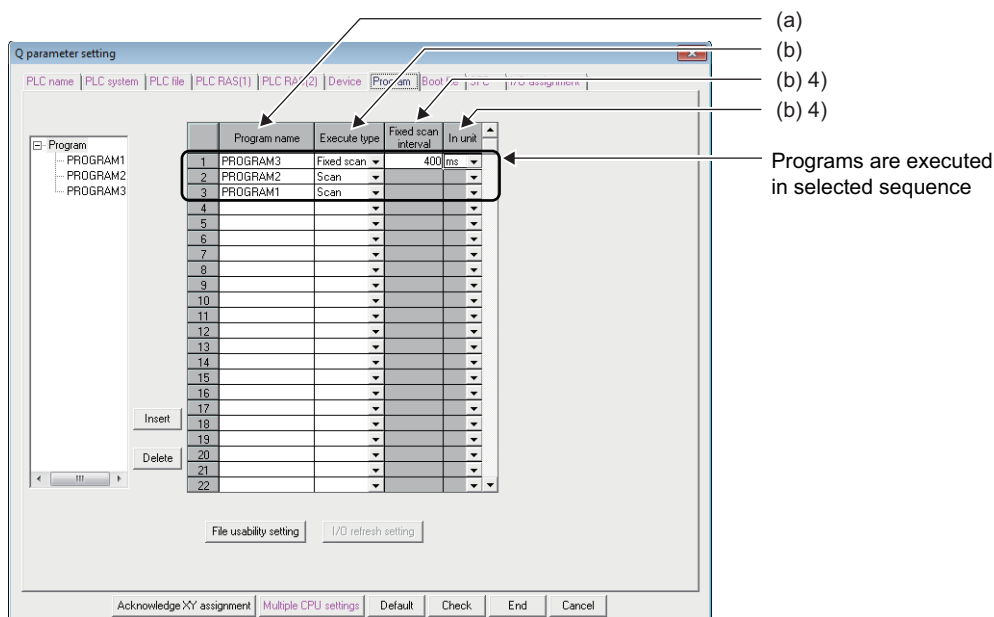 (a)
(b)
(b) 4)
(b) 4)
Q parameter setting
PLC name PLC system PLC file PLC RAS(1) PLC RAS(2) Device Program Boot file SFC I/O assignment
Program
PROGRAM1
PROGRAM2
PROGRAM3
Program name Execute type Fixed scan interval In unit
1 PROGRAM3 Fixed scan 400 ms
2 PROGRAM2 Scan
3 PROGRAM1 Scan
4
5
6
7
8
9
10
11
12
13
14
15
16
17
18
19
20
21
22
Programs are executed
in selected sequence
Insert
Delete
File usability setting I/O refresh setting
Acknowledge XY assignment Multiple CPU settings Default Check End Cancel